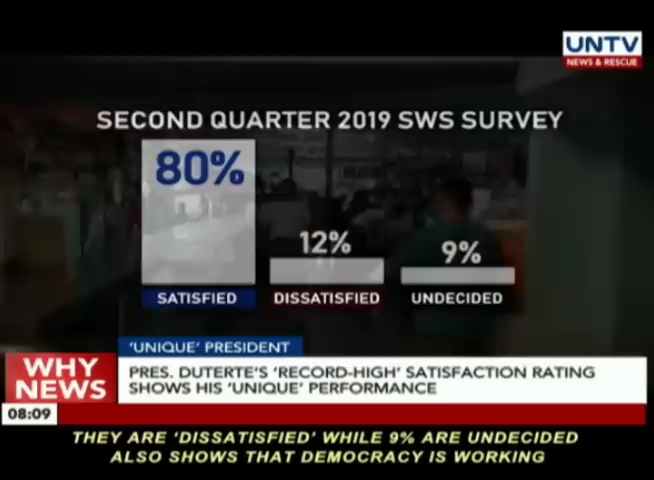 UNTV
NEWS & RESCUE
SECOND QUARTER 2019 SWS SURVEY
80%
12%
9%
SATISFIED
DISSATISFIED
UNDECIDED
'UNIQUE' PRESIDENT
WHY
NEWS
PRES. DUTERTE'S 'RECORD-HIGH' SATISFACTION RATING
SHOWS HIS 'UNIQUE' PERFORMANCE
08:09
THEY ARE 'DISSATISFIED' WHILE 9% ARE UNDECIDED
ALSO SHOWS THAT DEMOCRACY IS WORKING